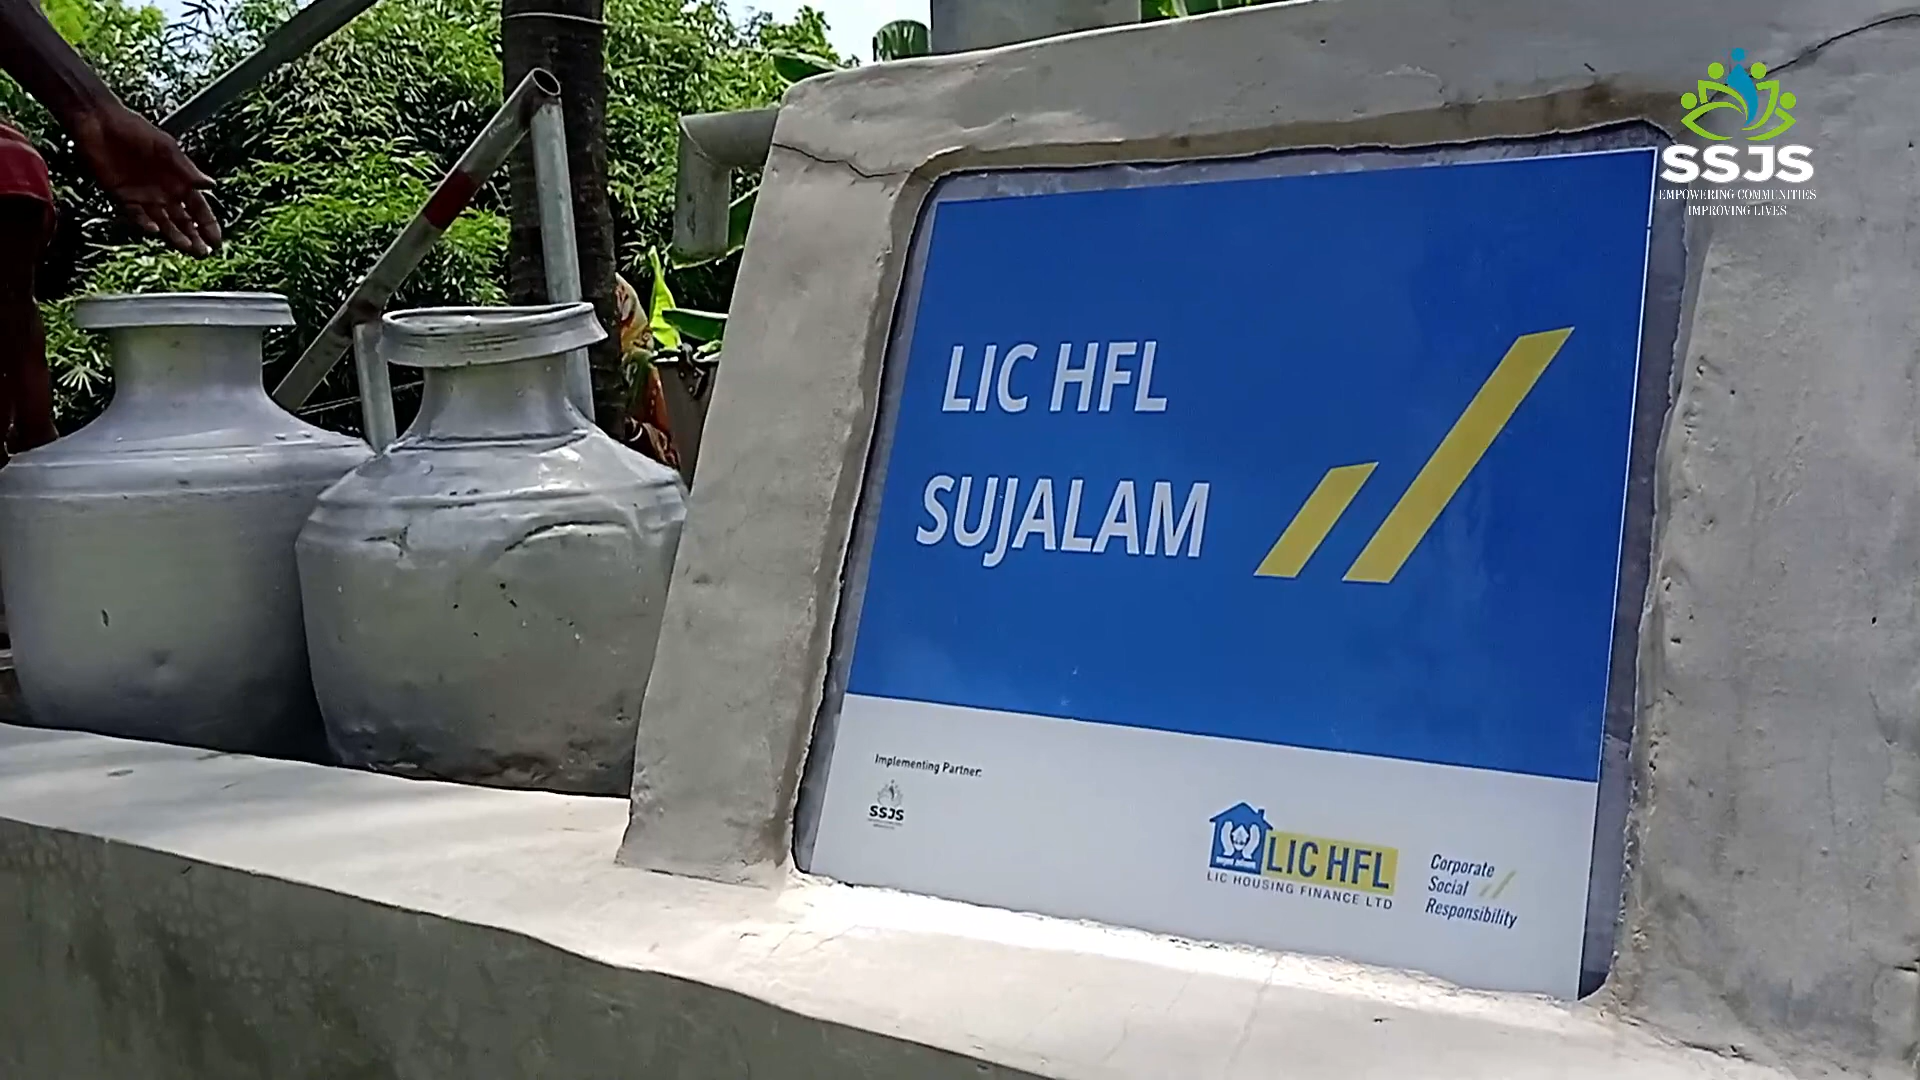 SSJS
EMPOWERING COMMUNITIES
IMPROVING LIVES
LIC HFL
SUJALAM
Implementing Partner:
SSJS
LIC HFL
LIC HOUSING FINANCE LTD
Corporate
Social
Responsibility